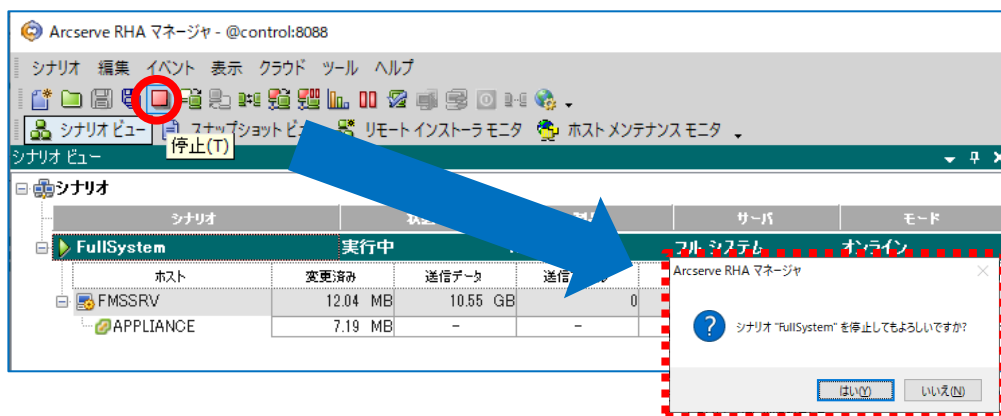 Arcserve RHA マネージャ - @control:8088
シナリオ 編集 イベント 表示 クラウド ツール ヘルプ
シナリオ ビュー スナップショット ビュー リモート インストーラ モニタ ホスト メンテナンス モニタ
停止(T)
シナリオ ビュー
シナリオ
シナリオ サーバ モード
FullSystem 実行中 フル システム オンライン
ホスト 変更済み 送信データ
FMSSRV 12.04 MB 10.55 GB 0
APPLIANCE 7.19 MB - -
Arcserve RHA マネージャ
シナリオ "FullSystem" を停止してもよろしいですか?
はい(Y) いいえ(N)